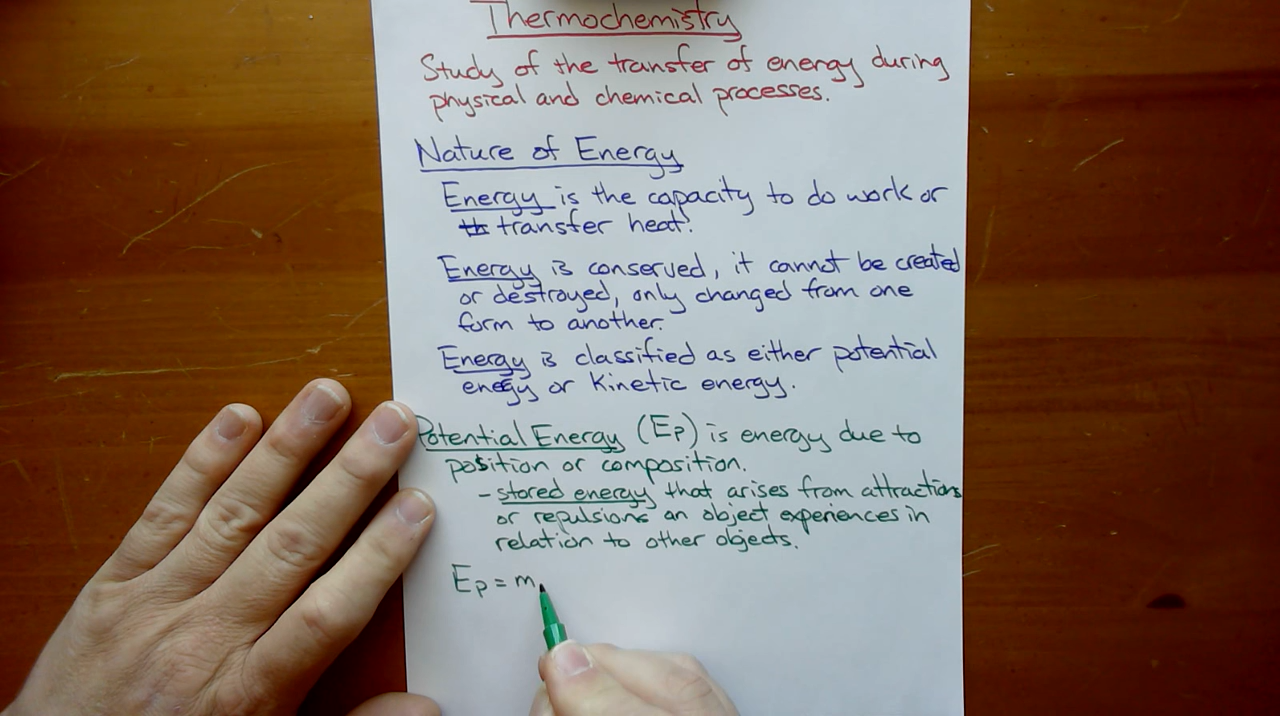 Thermochemistry
Study of the transfer of energy during
physical and chemical processes.
Nature of Energy
Energy is the capacity to do work or
transfer heat.
Energy is conserved, it cannot be created
or destroyed, only changed from one
form to another.
Energy is classified as either potential
energy or kinetic energy.
Potential Energy (Ep) is energy due to
position or composition.
- stored energy that arises from attractions
or repulsions an object experiences in
relation to other objects.
Ep = m